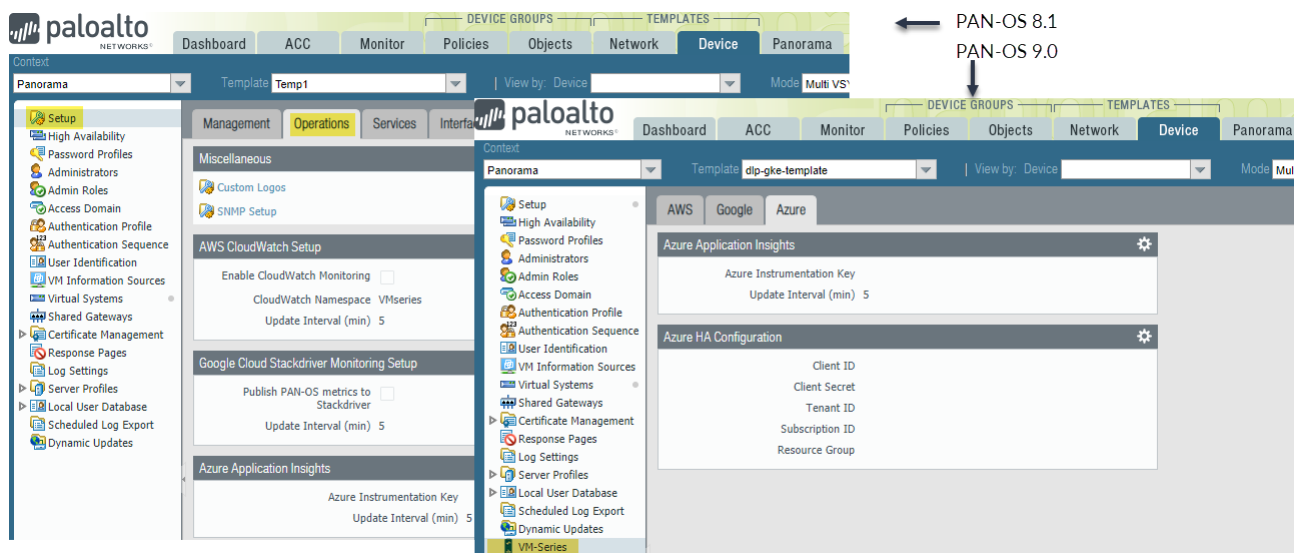 PAN-OS 8.1
PAN-OS 9.0
paloalto
NETWORKS
DEVICE GROUPS
TEMPLATES
Dashboard ACC Monitor Policies Objects Network Device Panorama
Context
Panorama Template Temp1 View by: Device Mode Multi VSY
Setup
High Availability
Password Profiles
Administrators
Admin Roles
Access Domain
Authentication Profile
Authentication Sequence
User Identification
VM Information Sources
Virtual Systems
Shared Gateways
Certificate Management
Response Pages
Log Settings
Server Profiles
Local User Database
Scheduled Log Export
Dynamic Updates
Management Operations Services Interfa
Miscellaneous
Custom Logos
SNMP Setup
AWS CloudWatch Setup
Enable CloudWatch Monitoring
CloudWatch Namespace VMseries
Update Interval (min) 5
Google Cloud Stackdriver Monitoring Setup
Publish PAN-OS metrics to
Stackdriver
Update Interval (min) 5
Azure Application Insights
Azure Instrumentation Key
Update Interval (min) 5
paloalto
NETWORKS
DEVICE GROUPS
TEMPLATES
Dashboard ACC Monitor Policies Objects Network Device Panorama
Context
Panorama Template dlp-gke-template View by: Device Mode Mul
Setup
High Availability
Password Profiles
Administrators
Admin Roles
Access Domain
Authentication Profile
Authentication Sequence
User Identification
VM Information Sources
Virtual Systems
Shared Gateways
Certificate Management
Response Pages
Log Settings
Server Profiles
Local User Database
Scheduled Log Export
Dynamic Updates
VM-Series
AWS Google Azure
Azure Application Insights
Azure Instrumentation Key
Update Interval (min) 5
Azure HA Configuration
Client ID
Client Secret
Tenant ID
Subscription ID
Resource Group